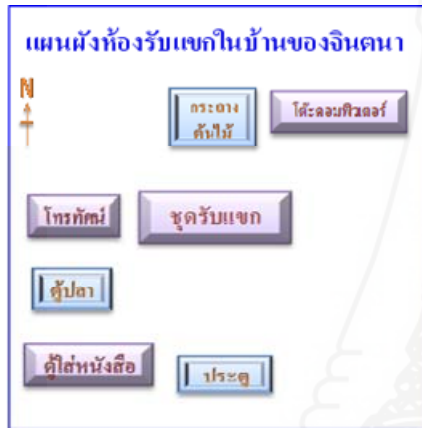 แผนผังห้องรับแขกในบ้านของจินตนา
N
กระถาง
ต้นไม้
โต๊ะคอมพิวเตอร์
โทรทัศน์
ชุดรับแขก
ตู้ปลา
ตู้ใส่หนังสือ
ประตู